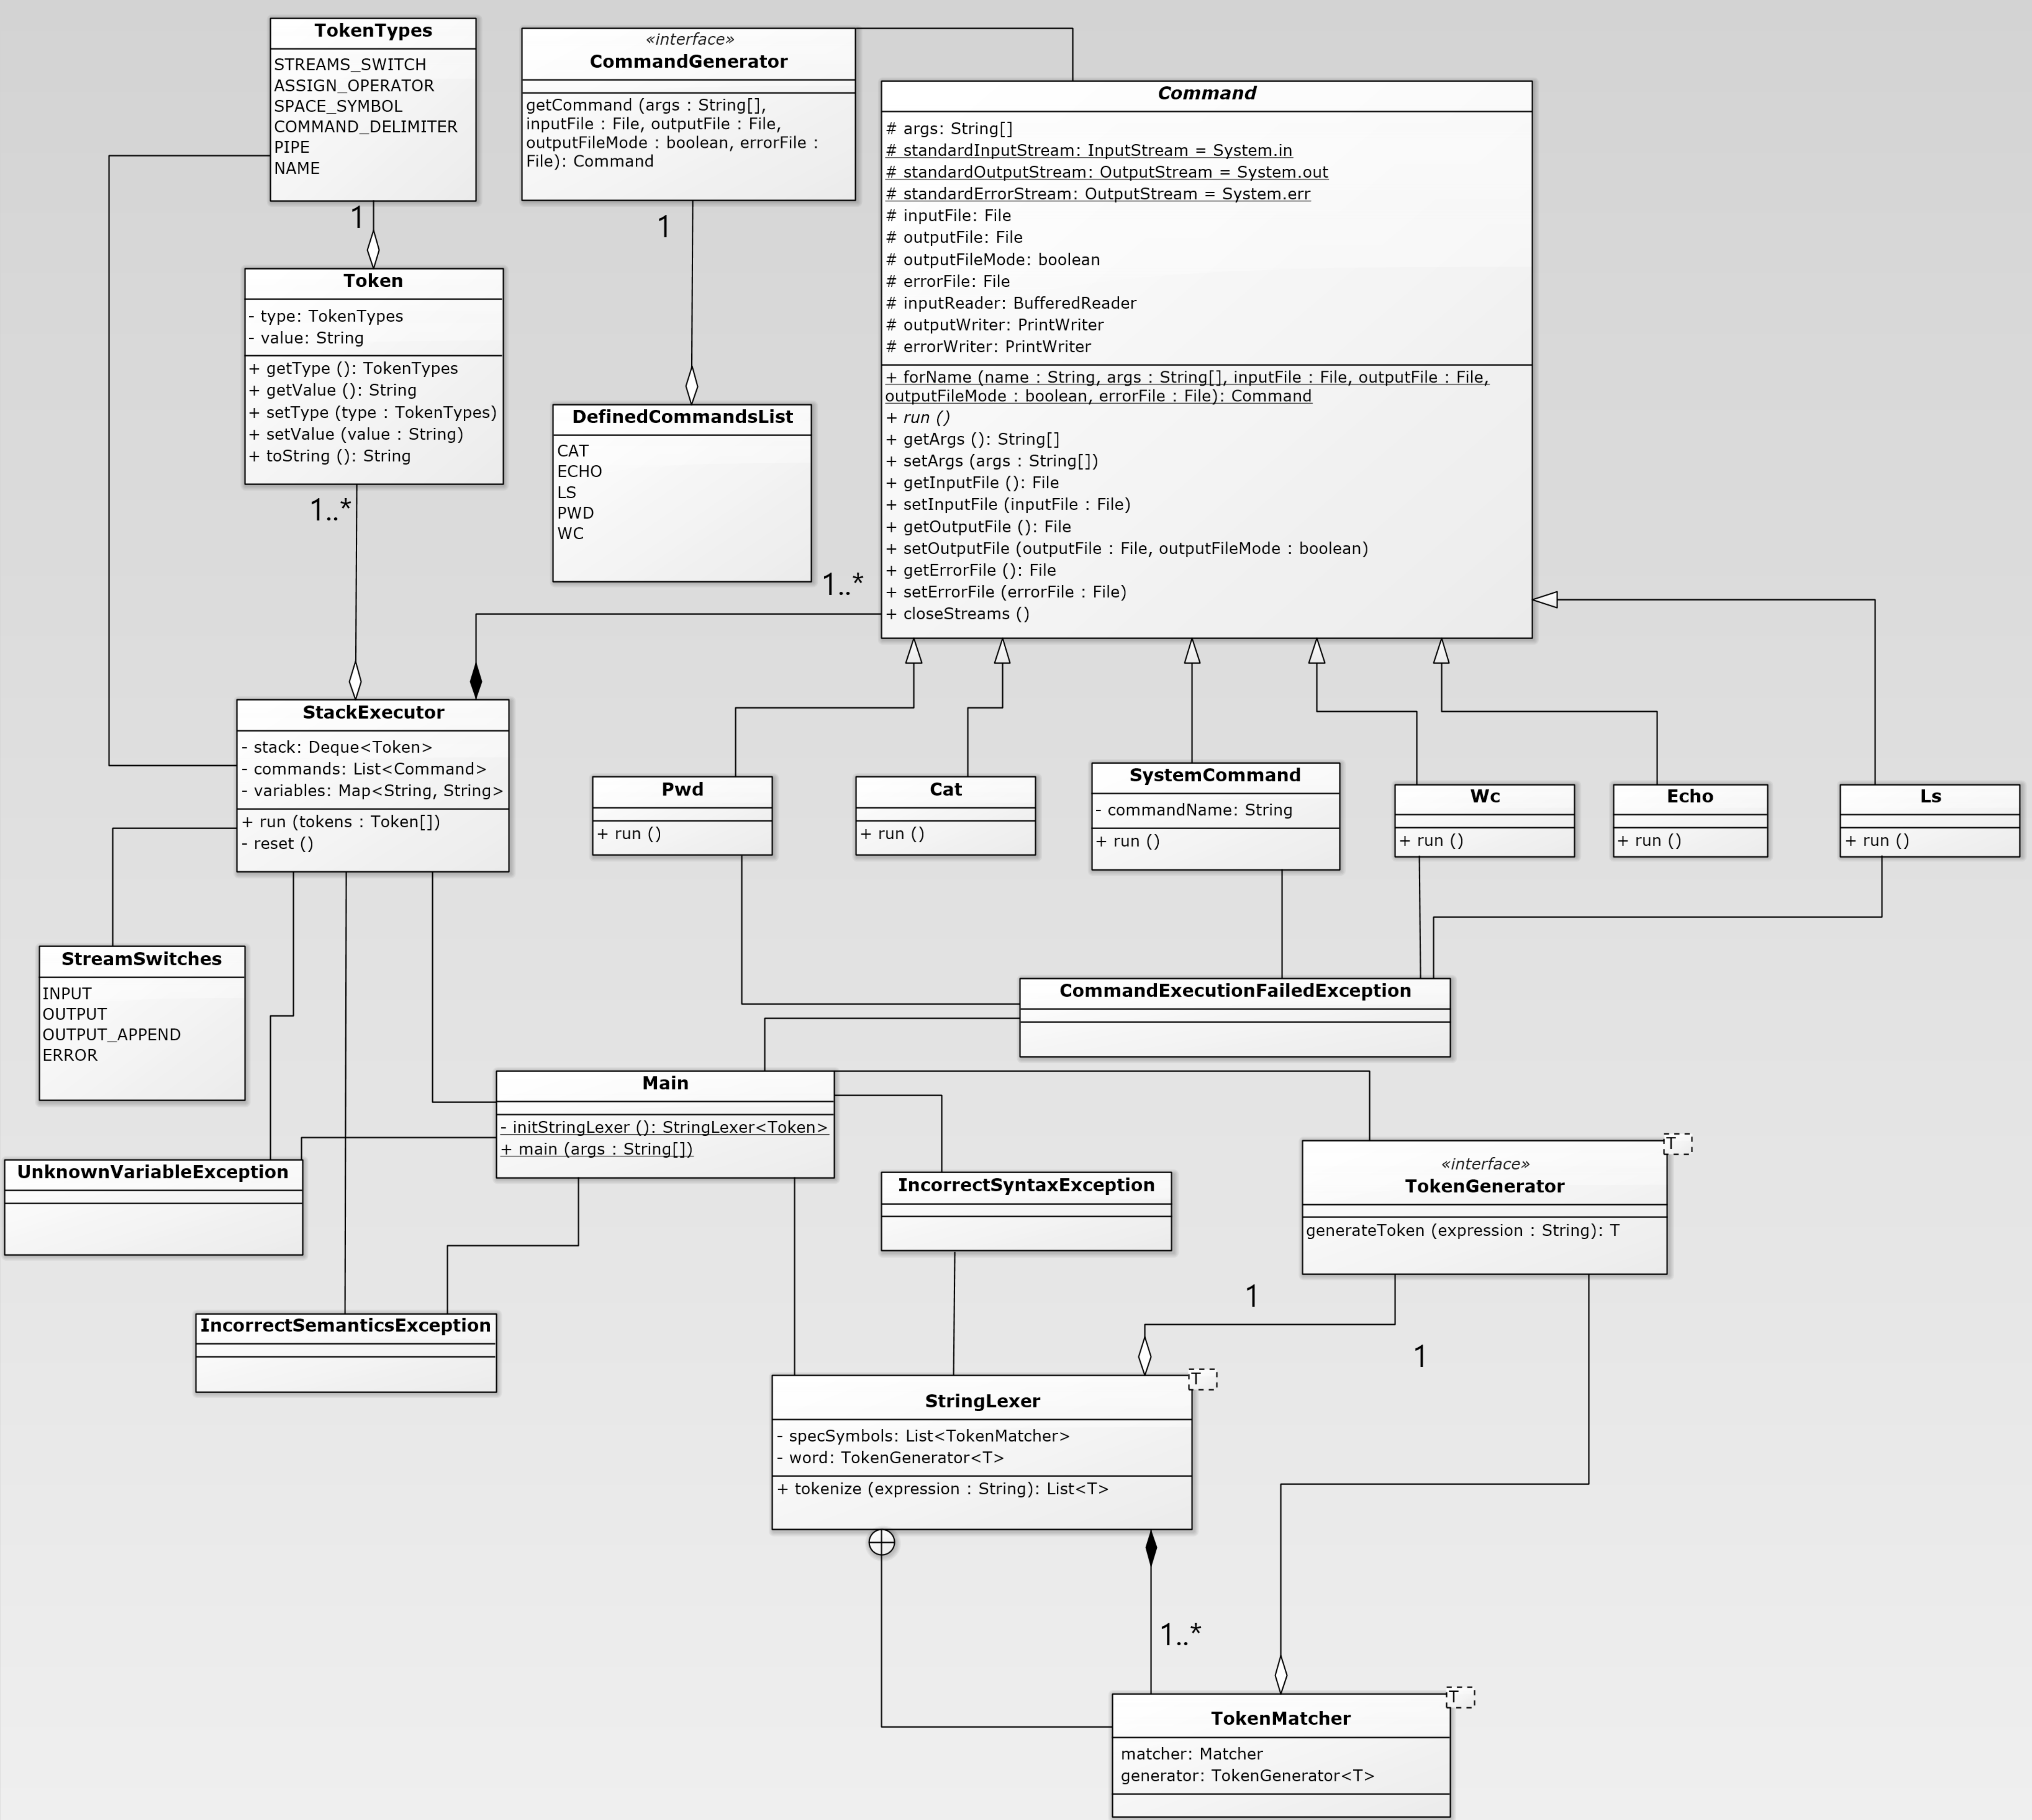 TokenTypes
STREAMS_SWITCH
ASSIGN_OPERATOR
SPACE_SYMBOL
COMMAND_DELIMITER
PIPE
NAME
1
«interface»
CommandGenerator
getCommand (args : String[],
inputFile : File, outputFile : File,
outputFileMode : boolean, errorFile :
File): Command
1
Command
# args: String[]
# standardInputStream: InputStream = System.in
# standardOutputStream: OutputStream = System.out
# standardErrorStream: OutputStream = System.err
# inputFile: File
# outputFile: File
# outputFileMode: boolean
# errorFile: File
# inputReader: BufferedReader
# outputWriter: PrintWriter
# errorWriter: PrintWriter
+ forName (name : String, args : String[], inputFile : File, outputFile : File,
outputFileMode : boolean, errorFile : File): Command
+ run ()
+ getArgs (): String[]
+ setArgs (args : String[])
+ getInputFile (): File
+ setInputFile (inputFile : File)
+ getOutputFile (): File
+ setOutputFile (outputFile : File, outputFileMode : boolean)
+ getErrorFile (): File
+ setErrorFile (errorFile : File)
+ closeStreams ()
Token
- type: TokenTypes
- value: String
+ getType (): TokenTypes
+ getValue (): String
+ setType (type : TokenTypes)
+ setValue (value : String)
+ toString (): String
1..*
DefinedCommandsList
CAT
ECHO
LS
PWD
WC
1..*
StackExecutor
- stack: Deque<Token>
- commands: List<Command>
- variables: Map<String, String>
+ run (tokens : Token[])
- reset ()
Pwd
+ run ()
Cat
+ run ()
SystemCommand
- commandName: String
+ run ()
Wc
+ run ()
Echo
+ run ()
Ls
+ run ()
StreamSwitches
INPUT
OUTPUT
OUTPUT_APPEND
ERROR
CommandExecutionFailedException
Main
- initStringLexer (): StringLexer<Token>
+ main (args : String[])
UnknownVariableException
IncorrectSyntaxException
T
«interface»
TokenGenerator
generateToken (expression : String): T
1
1
IncorrectSemanticsException
T
StringLexer
- specSymbols: List<TokenMatcher>
- word: TokenGenerator<T>
+ tokenize (expression : String): List<T>
1..*
T
TokenMatcher
matcher: Matcher
generator: TokenGenerator<T>